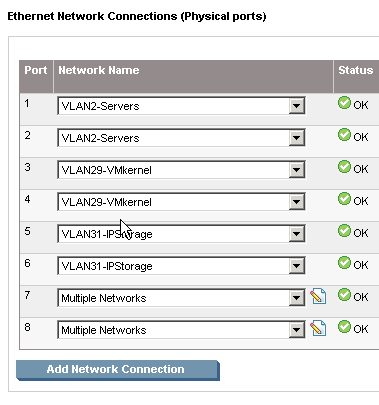 Ethernet Network Connections (Physical ports)
Port Network Name Status
1 VLAN2-Servers OK
2 VLAN2-Servers OK
3 VLAN29-VMkernel OK
4 VLAN29-VMkernel OK
5 VLAN31-IPStorage OK
6 VLAN31-IPStorage OK
7 Multiple Networks OK
8 Multiple Networks OK
Add Network Connection